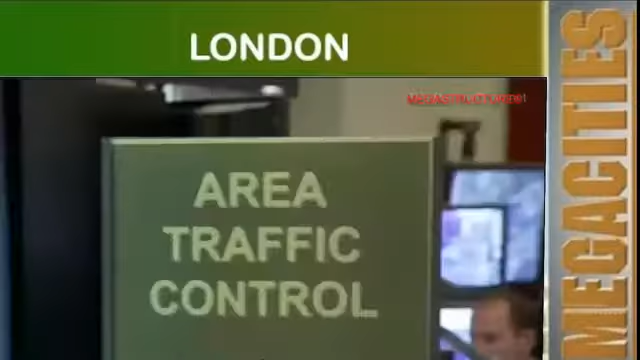 LONDON
AREA
TRAFFIC
CONTROL
MEGACITIES